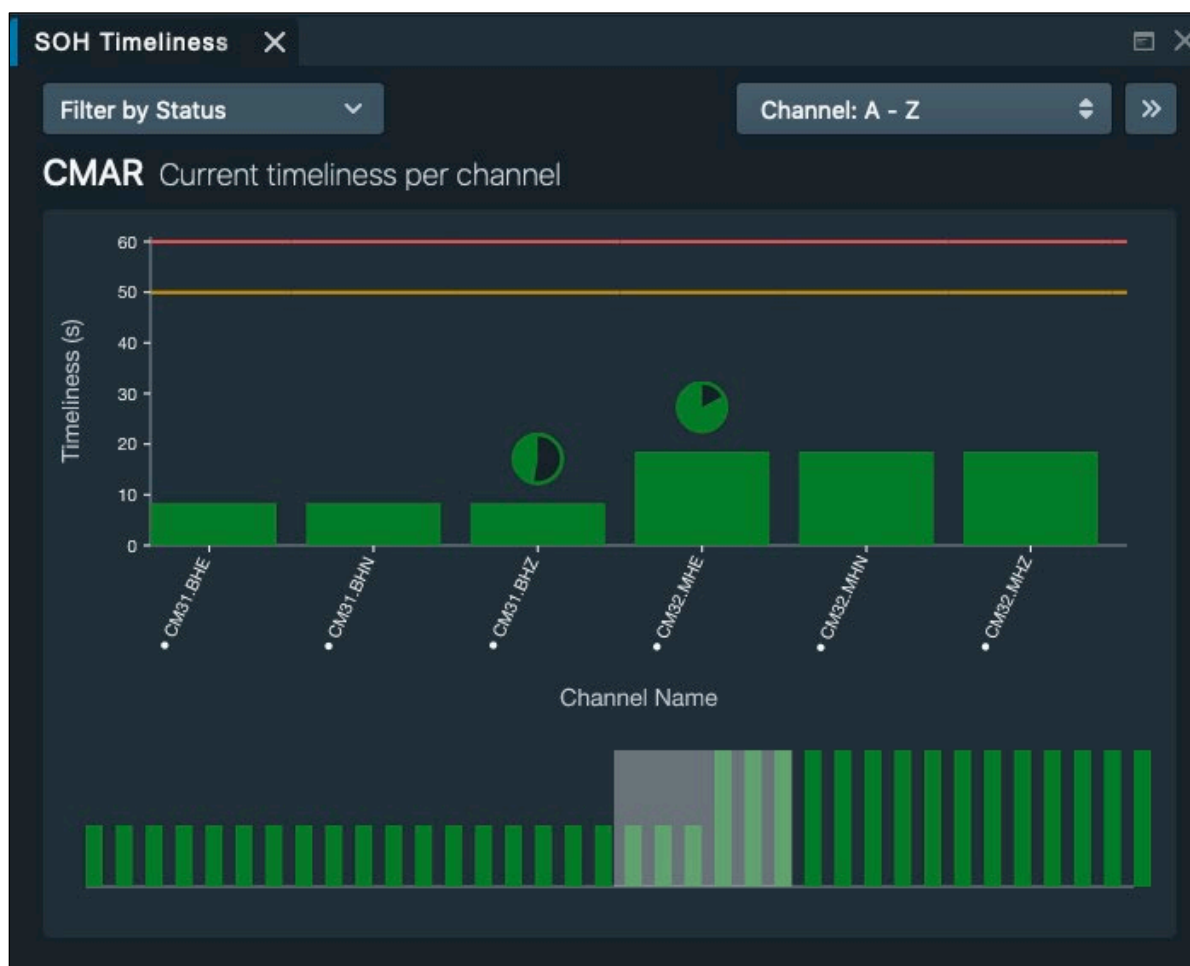 SOH Timeliness
Filter by Status
Channel: A - Z
CMAR Current timeliness per channel
60
50
40
30
20
10
0
Timeliness (s)
CM31.BHE
CM31.BHN
CM31.BHZ
CM32.MHE
CM32.MHN
CM32.MHZ
Channel Name